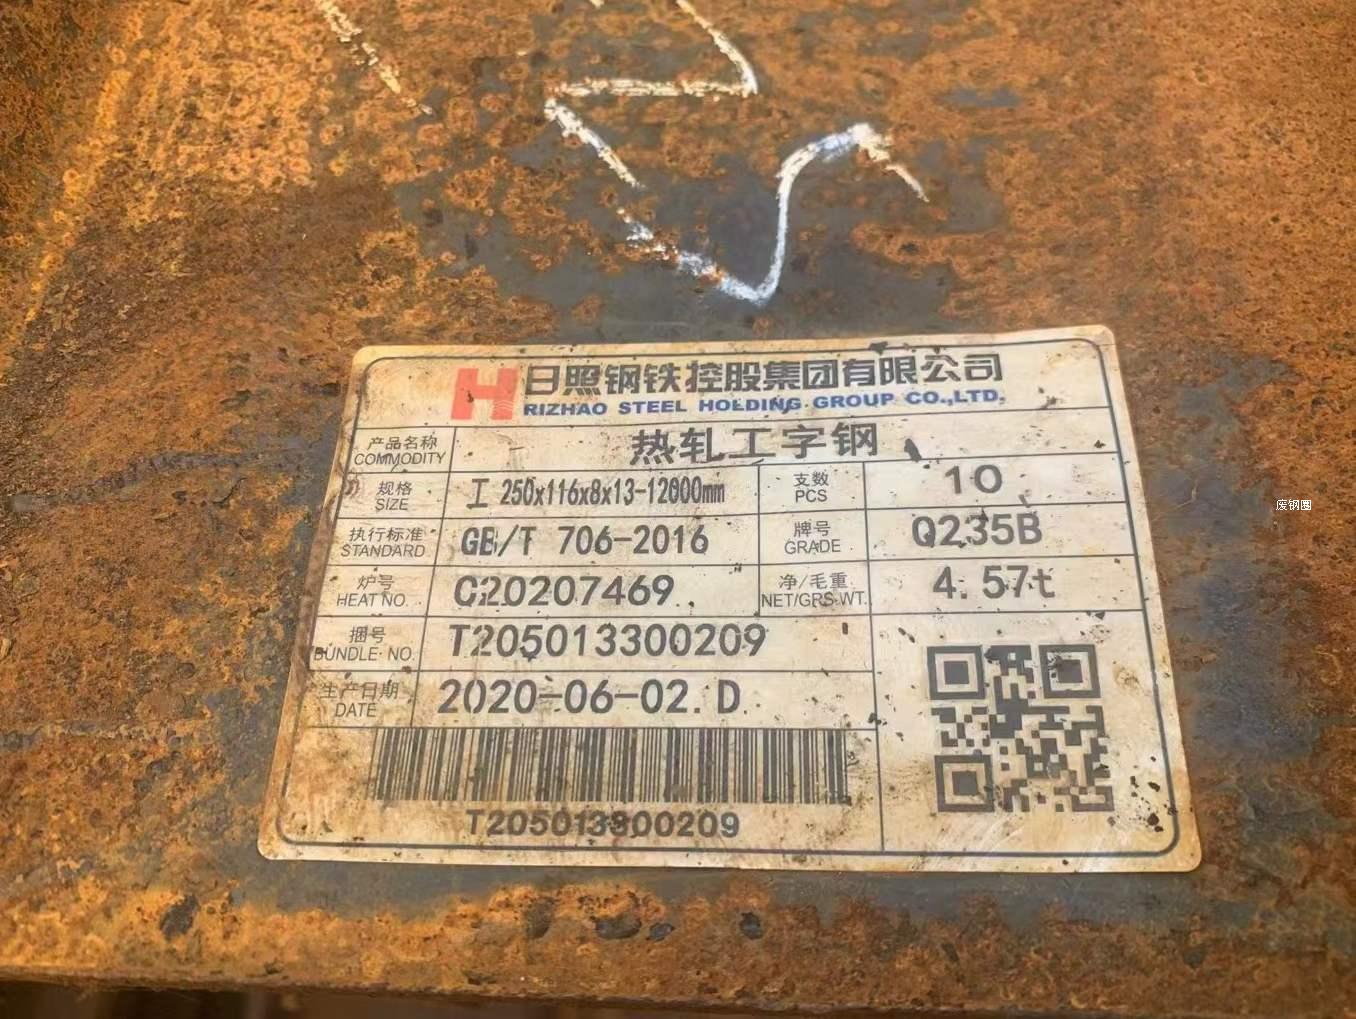 日照钢铁控股集团有限公司
RIZHAO STEEL HOLDING GROUP CO.,LTD.
产品名称 热轧工字钢
COMMODITY
规格 工 250x116x8x13-12000mm 支数 10
SIZE PCS
执行标准 GB/T 706-2016 牌号 Q235B
STANDARD GRADE
炉号 C20207469 净/毛重 4.57t
HEAT NO. NET/GRS.WT.
捆号 T205013300209
BUNDLE NO.
生产日期 2020-06-02.D
DATE
T205013300209
废钢圈